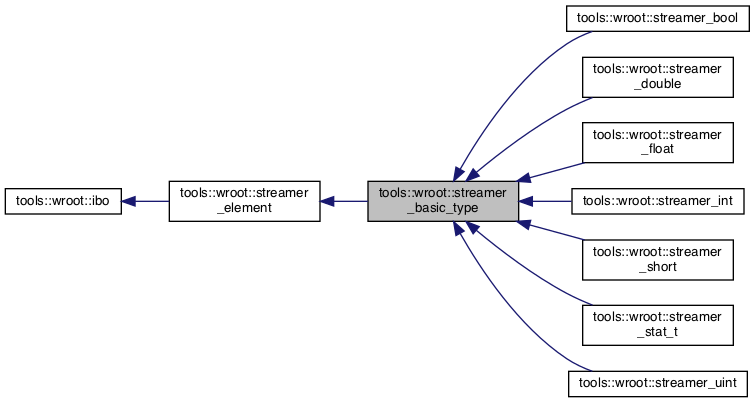 tools::wroot::ibo
tools::wroot::streamer
_element
tools::wroot::streamer
_basic_type
tools::wroot::streamer_bool
tools::wroot::streamer
_double
tools::wroot::streamer
_float
tools::wroot::streamer_int
tools::wroot::streamer
_short
tools::wroot::streamer
_stat_t
tools::wroot::streamer_uint